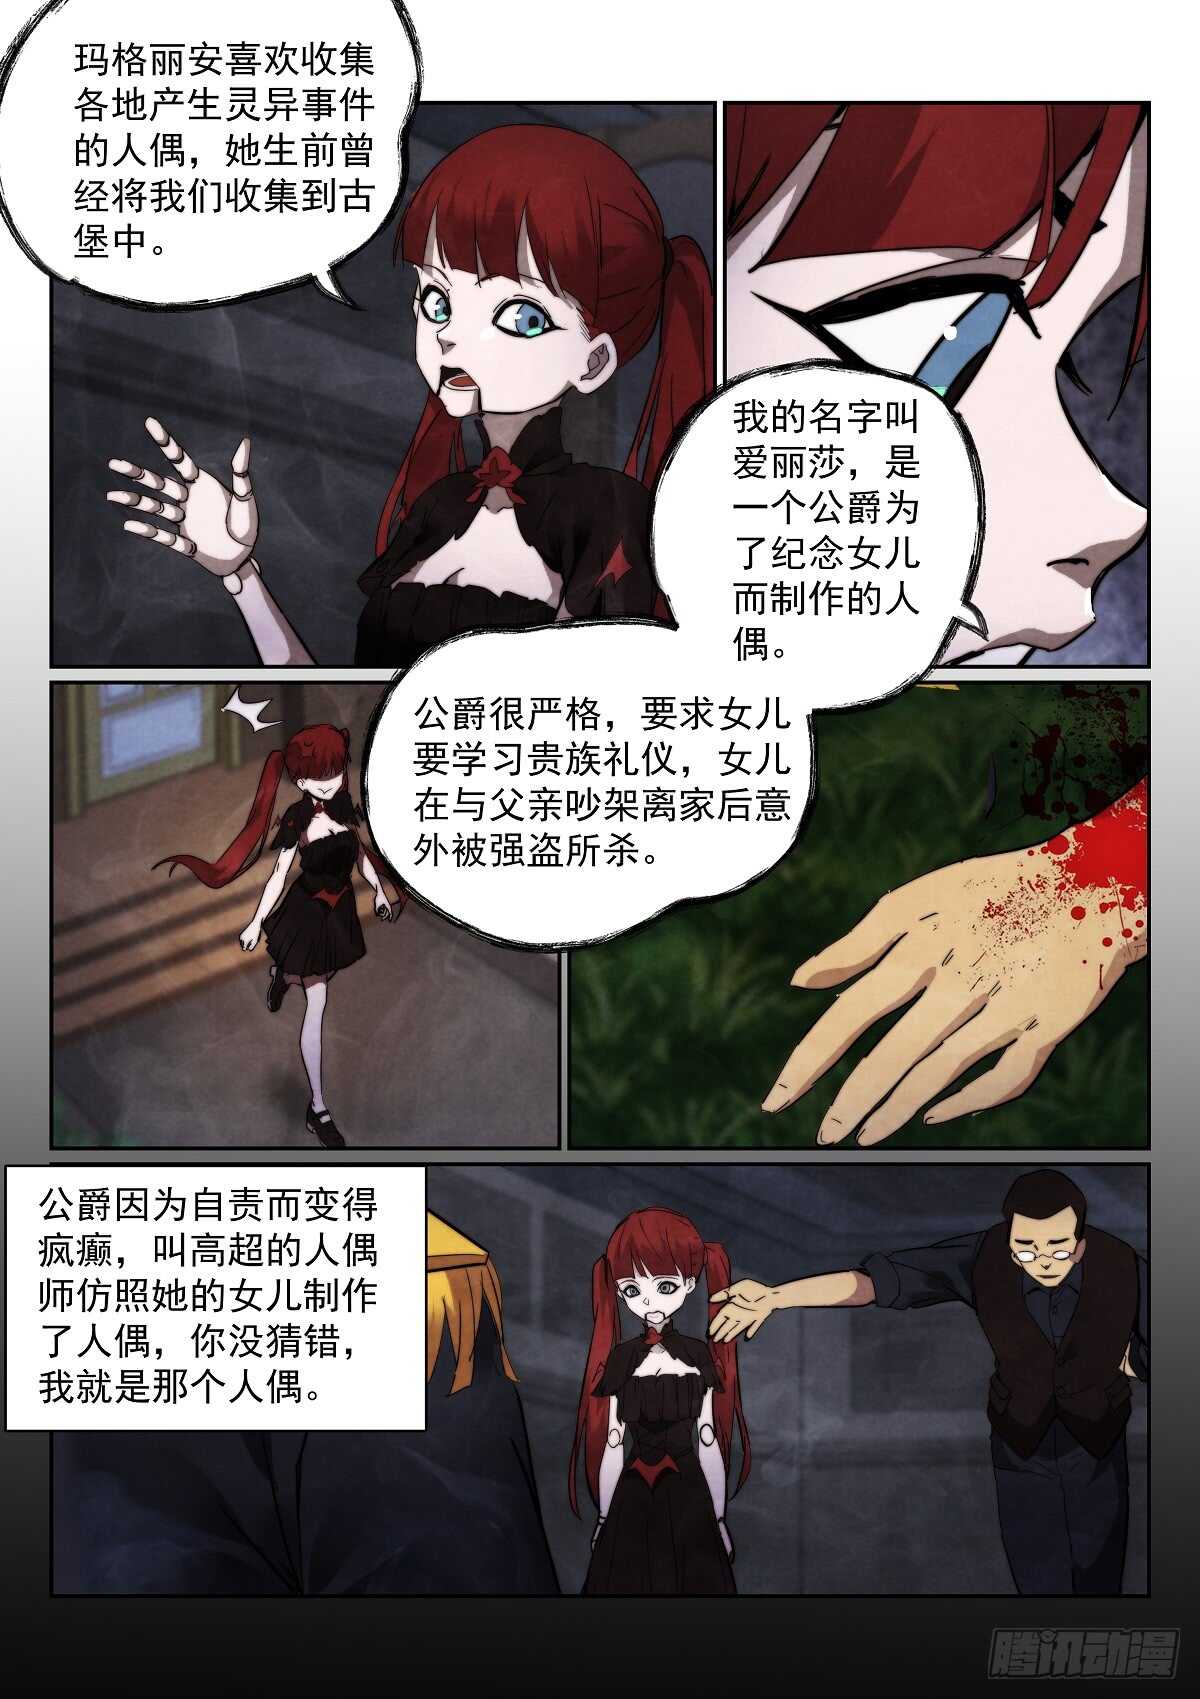 玛格丽安喜欢收集
各地产生灵异事件
的人偶，她生前曾
经将我们收集到古
堡中。
我的名字叫
爱丽莎，是
一个公爵为
了纪念女儿
而制作的人
偶。
公爵很严格，要求女儿
要学习贵族礼仪，女儿
在与父亲吵架离家后意
外被强盗所杀。
公爵因为自责而变得
疯癫，叫高超的人偶
师仿照她的女儿制作
了人偶，你没猜错，
我就是那个人偶。
腾讯动漫